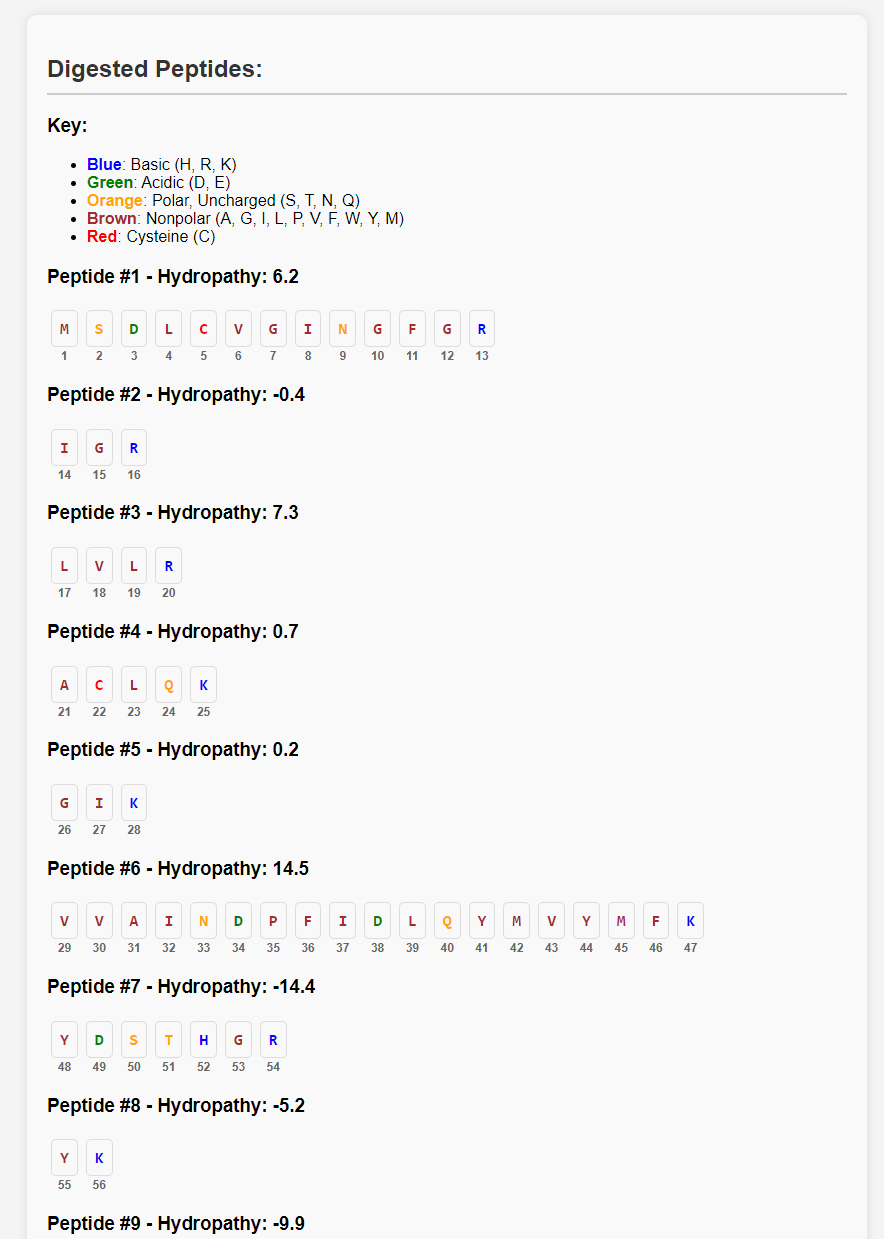 Digested Peptides:
Key:
Blue: Basic (H, R, K)
Green: Acidic (D, E)
Orange: Polar, Uncharged (S, T, N, Q)
Brown: Nonpolar (A, G, I, L, P, V, F, W, Y, M)
Red: Cysteine (C)
Peptide #1 - Hydropathy: 6.2
M S D L C V G I N G F G R
1 2 3 4 5 6 7 8 9 10 11 12 13
Peptide #2 - Hydropathy: -0.4
I G R
14 15 16
Peptide #3 - Hydropathy: 7.3
L V L R
17 18 19 20
Peptide #4 - Hydropathy: 0.7
A C L Q K
21 22 23 24 25
Peptide #5 - Hydropathy: 0.2
G I K
26 27 28
Peptide #6 - Hydropathy: 14.5
V V A I N D P F I D L Q Y M V Y M F K
29 30 31 32 33 34 35 36 37 38 39 40 41 42 43 44 45 46 47
Peptide #7 - Hydropathy: -14.4
Y D S T H G R
48 49 50 51 52 53 54
Peptide #8 - Hydropathy: -5.2
Y K
55 56
Peptide #9 - Hydropathy: -9.9